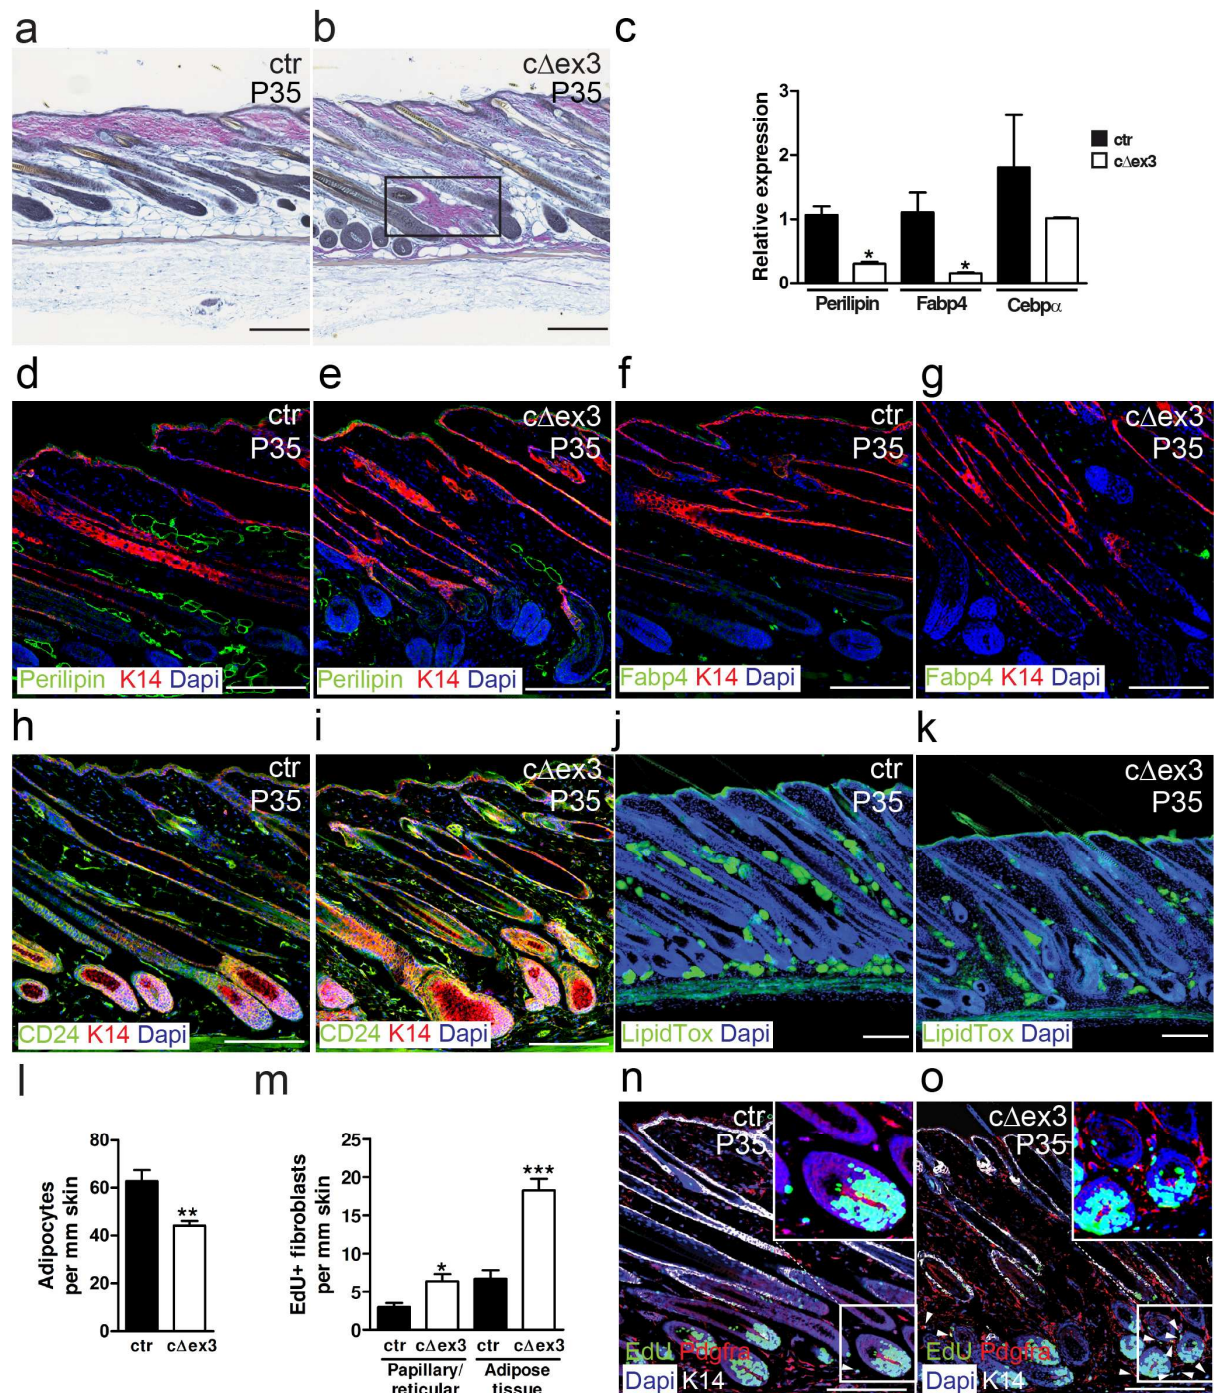 a
b
c
ctr
P35
cΔex3
P35
3
2
1
0
Relative expression
ctr
cΔex3
*
*
Perilipin
Fabp4
Cebpα
d
e
f
g
ctr
P35
cΔex3
P35
ctr
P35
cΔex3
P35
Perilipin K14 Dapi
Perilipin K14 Dapi
Fabp4 K14 Dapi
Fabp4 K14 Dapi
h
i
j
k
ctr
P35
cΔex3
P35
ctr
P35
cΔex3
P35
CD24 K14 Dapi
CD24 K14 Dapi
LipidTox Dapi
LipidTox Dapi
l
m
n
o
80
60
40
20
0
Adipocytes
per mm skin
**
ctr
cΔex3
25
20
15
10
5
0
EdU+ fibroblasts
per mm skin
*
***
ctr
cΔex3
ctr
cΔex3
Papillary/
reticular
Adipose
tissue
ctr
P35
EdU Pdgfra
Dapi K14
cΔex3
P35
EdU Pdgfra
Dapi K14